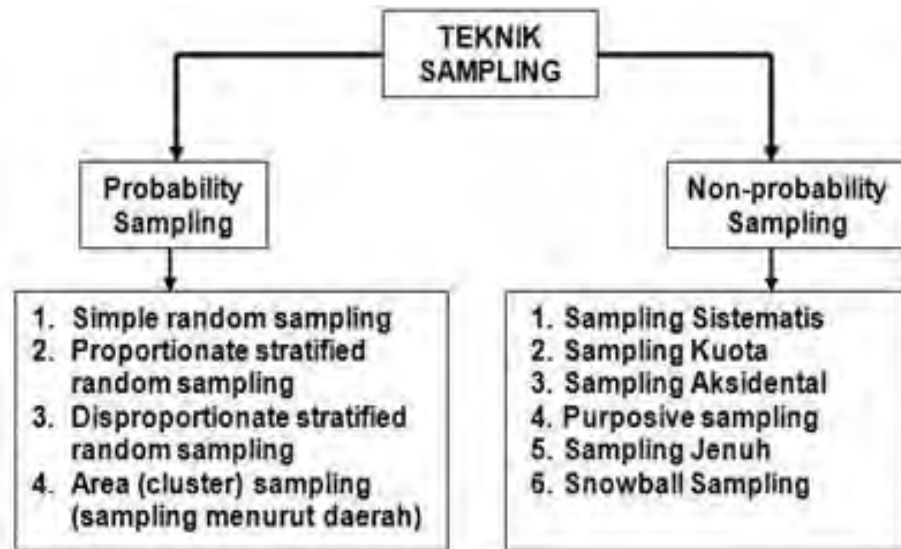 TEKNIK
SAMPLING
Probability
Sampling
Non-probability
Sampling
1. Simple random sampling
2. Proportionate stratified
random sampling
3. Disproportionate stratified
random sampling
4. Area (cluster) sampling
(sampling menurut daerah)
1. Sampling Sistematis
2. Sampling Kuota
3. Sampling Aksidental
4. Purposive sampling
5. Sampling Jenuh
6. Snowball Sampling